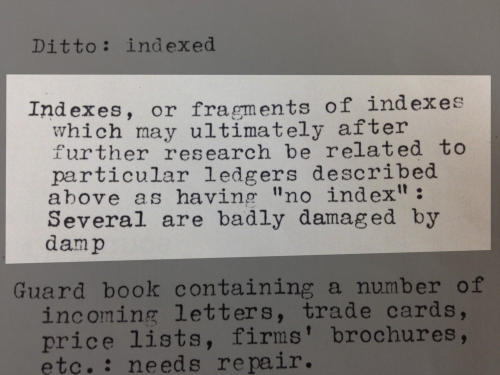 Ditto: indexed
Indexes, or fragments of indexes
which may ultimately after
further research be related to
particular ledgers described
above as having "no index":
Several are badly damaged by
damp
Guard book containing a number of
incoming letters, trade cards,
price lists, firms' brochures,
etc.: needs repair.